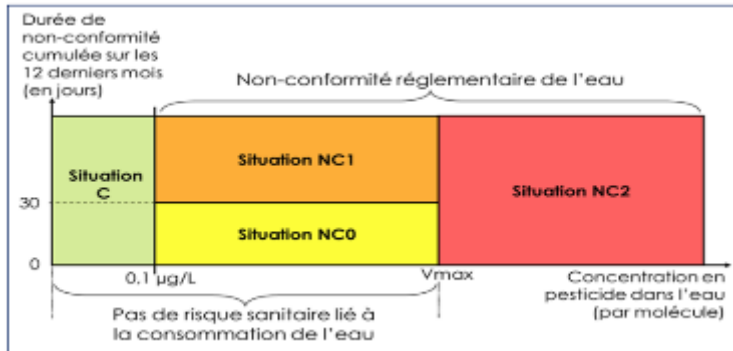 Durée de
non-conformité
cumulée sur les
12 derniers mois
(en jours)
Non-conformité réglementaire de l'eau
Situation
C
Situation NC1
Situation NC2
30
Situation NC0
0
0,1 µg/L
Vmax
Concentration en
pesticide dans l'eau
(par molécule)
Pas de risque sanitaire lié à
la consommation de l'eau